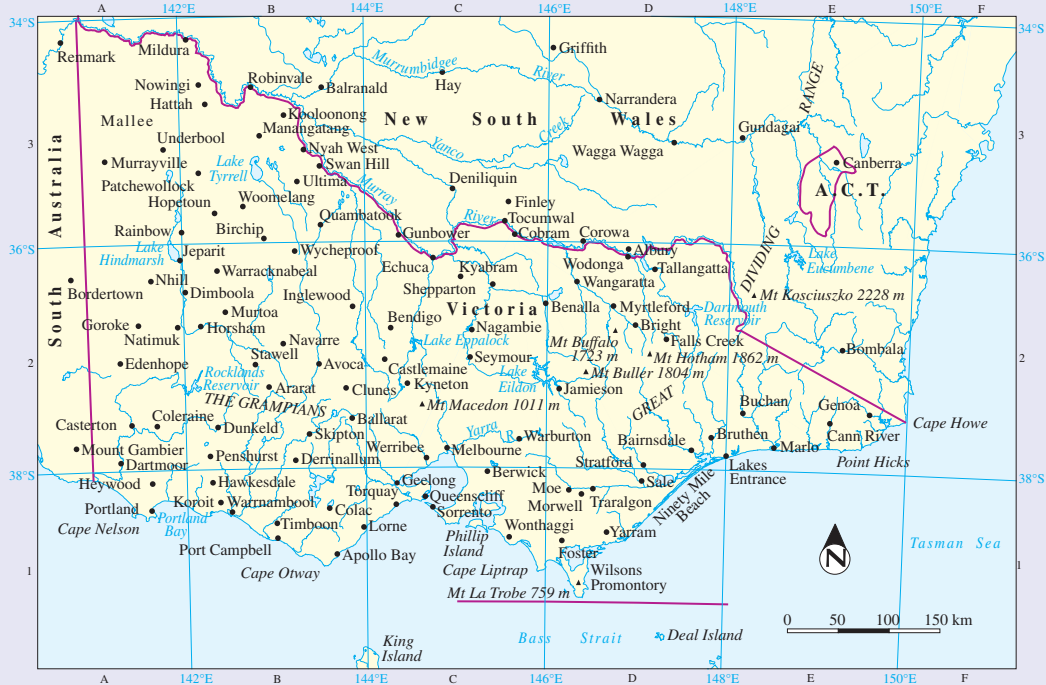 A
142°E
B
144°E
C
146°E
D
148°E
E
150°E
F
34°S
34°S
Renmark
Mildura
Griffith
Murrumbidgee
River
Hay
Nowingi
Robinvale
Balranald
Hattah
Narrandera
RANGE
Mallee
Kooloonong
New South Wales
Manangatang
Gundagai
Creek
Underbool
Nyah West
Yanco
Wagga Wagga
3
3
Murrayville
Lake
Tyrrell
Swan Hill
Canberra
Patchewollock
Ultima
Murray
Deniliquin
A.C.T.
Hopetoun
Woomelang
Finley
South Australia
Quambatook
River
Tocumwal
Rainbow
Birchip
Gunbower
Cobram
Corowa
36°S
36°S
Lake
Hindmarsh
Jeparit
Wycheproof
Albury
DIVIDING
Lake
Eucumbene
Warracknabeal
Echuca
Kyabram
Wodonga
Tallangatta
Nhill
Shepparton
Wangaratta
Bordertown
Dimboola
Inglewood
Victoria
Benalla
Myrtleford
Dartmouth
Reservoir
Mt Kosciuszko 2228 m
Murtoa
Bendigo
Goroke
Horsham
Nagambie
Bright
Natimuk
Navarre
Lake Eppalock
Mt Buffalo
1723 m
Falls Creek
Bombala
Stawell
Seymour
Mt Hotham 1862 m
2
2
Edenhope
Avoca
Castlemaine
Lake
Eildon
Mt Buller 1804 m
Rocklands
Reservoir
Ararat
Clunes
Kyneton
Jamieson
THE GRAMPIANS
Mt Macedon 1011 m
GREAT
Buchan
Genoa
Coleraine
Ballarat
Casterton
Dunkeld
Skipton
Yarra R.
Warburton
Bruthen
Cann River
Cape Howe
Mount Gambier
Penshurst
Werribee
Melbourne
Bairnsdale
Marlo
Point Hicks
Dartmoor
Derrinallum
Stratford
Lakes
Entrance
38°S
38°S
Heywood
Hawkesdale
Geelong
Berwick
Sale
Torquay
Queenscliff
Moe
Portland
Koroit
Warrnambool
Colac
Sorrento
Morwell
Traralgon
Ninety Mile
Beach
Cape Nelson
Portland
Bay
Timboon
Lorne
Wonthaggi
Yarram
Phillip
Island
Port Campbell
Apollo Bay
Foster
N
Tasman Sea
Cape Otway
Cape Liptrap
Wilsons
Promontory
1
1
Mt La Trobe 759 m
0 50 100 150 km
King
Island
Bass Strait
Deal Island
A
142°E
B
144°E
C
146°E
D
148°E
E
150°E
F